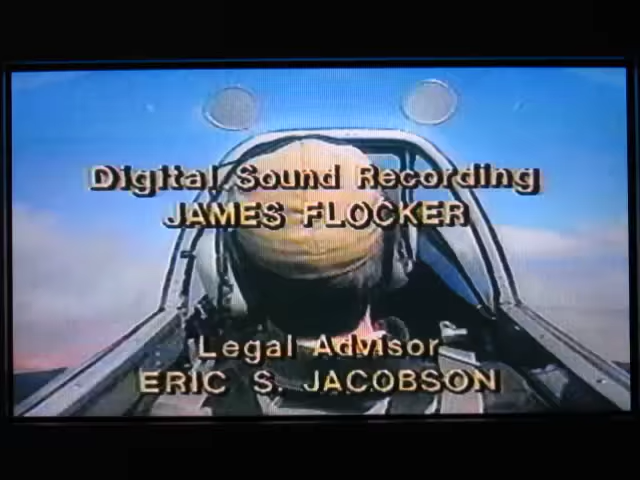 Digital Sound Recording
JAMES FLOCKER
Legal Advisor
ERIC S. JACOBSON